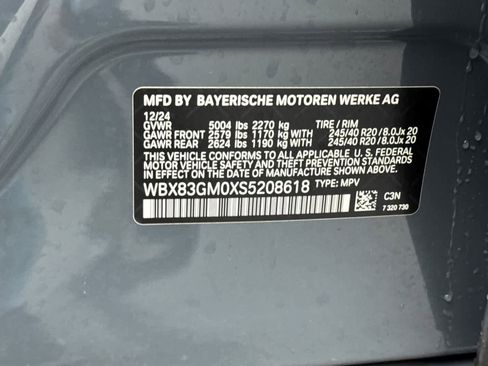 MFD BY BAYERISCHE MOTOREN WERKE AG
12/24
GVWR 5004 lbs 2270 kg TIRE / RIM
GAWR FRONT 2579 lbs 1170 kg WITH 245/40 R20 / 8.0Jx 20
GAWR REAR 2624 lbs 1190 kg WITH 245/40 R20 / 8.0Jx 20
THIS VEHICLE CONFORMS TO ALL APPLICABLE U. S. FEDERAL
MOTOR VEHICLE SAFETY AND THEFT PREVENTION STANDARDS
IN EFFECT ON THE DATE OF MANUFACTURE SHOWN ABOVE.
WBX83GM0XS5208618 TYPE: MPV
C3N
7 320 730